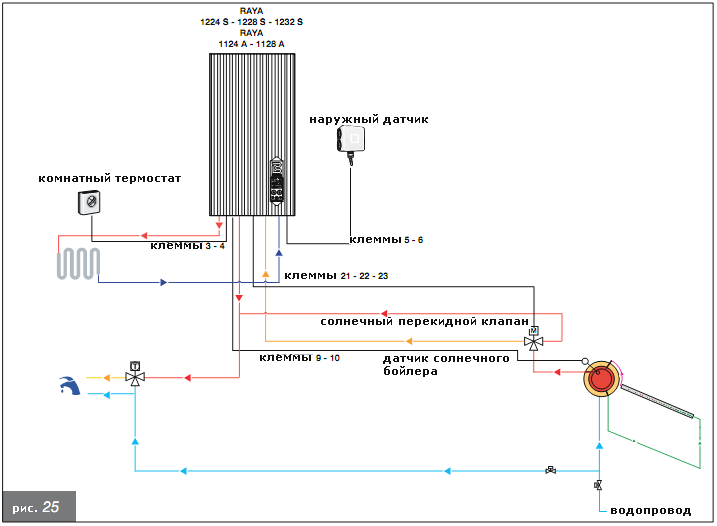 RAYA
1224 S - 1228 S - 1232 S
RAYA
1124 A - 1128 A
наружный датчик
комнатный термостат
клеммы 3 - 4
клеммы 5 - 6
клеммы 21 - 22 - 23
солнечный перекидной клапан
M
клеммы 9 - 10
датчик солнечного
бойлера
T
водопровод
рис. 25